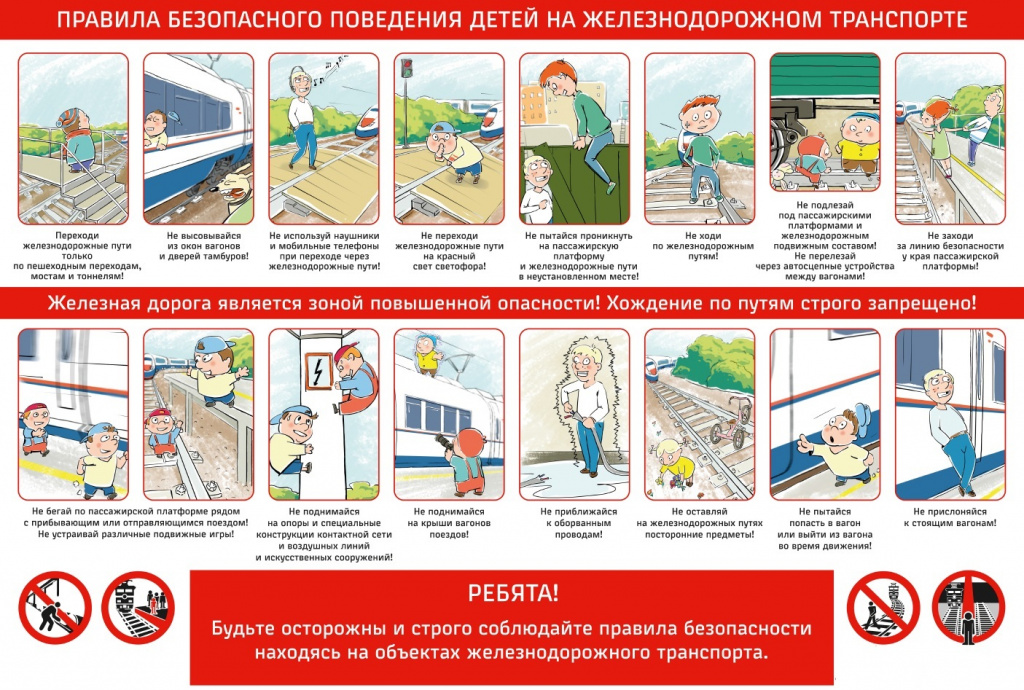 ПРАВИЛА БЕЗОПАСНОГО ПОВЕДЕНИЯ ДЕТЕЙ НА ЖЕЛЕЗНОДОРОЖНОМ ТРАНСПОРТЕ
Переходи
железнодорожные пути
только
по пешеходным переходам,
мостам и тоннелям!
Не высовывайся
из окон вагонов
и дверей тамбуров!
Не используй наушники
и мобильные телефоны
при переходе через
железнодорожные пути!
Не переходи
железнодорожные пути
на красный
свет светофора!
Не пытайся проникнуть
на пассажирскую
платформу
и железнодорожные пути
в неустановленном месте!
Не ходи
по железнодорожным
путям!
Не подлезай
под пассажирскими
платформами и
железнодорожным
подвижным составом!
Не перелезай
через автосцепные устройства
между вагонами!
Не заходи
за линию безопасности
у края пассажирской
платформы!
Железная дорога является зоной повышенной опасности! Хождение по путям строго запрещено!
Не бегай по пассажирской платформе рядом
с прибывающим или отправляющимся поездом!
Не устраивай различные подвижные игры!
Не поднимайся
на опоры и специальные
конструкции контактной сети
и воздушных линий
и искусственных сооружений!
Не поднимайся
на крыши вагонов
поездов!
Не приближайся
к оборванным
проводам!
Не оставляй
на железнодорожных путях
посторонние предметы!
Не пытайся
попасть в вагон
или выйти из вагона
во время движения!
Не прислоняйся
к стоящим вагонам!
РЕБЯТА!
Будьте осторожны и строго соблюдайте правила безопасности
находясь на объектах железнодорожного транспорта.